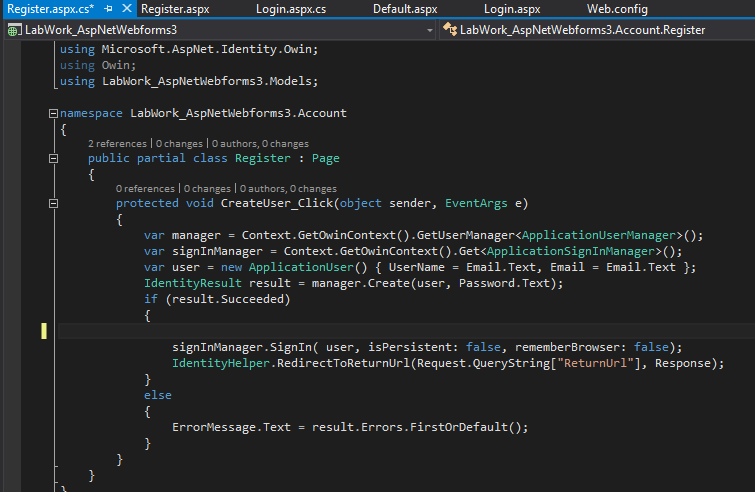 Register.aspx.cs* Register.aspx Login.aspx.cs Default.aspx Login.aspx Web.config
LabWork_AspNetWebforms3 LabWork_AspNetWebforms3.Account.Register
using Microsoft.AspNet.Identity.Owin;
using Owin;
using LabWork_AspNetWebforms3.Models;
namespace LabWork_AspNetWebforms3.Account
{
2 references | 0 changes | 0 authors, 0 changes
public partial class Register : Page
{
0 references | 0 changes | 0 authors, 0 changes
protected void CreateUser_Click(object sender, EventArgs e)
{
var manager = Context.GetOwinContext().GetUserManager<ApplicationUserManager>();
var signInManager = Context.GetOwinContext().Get<ApplicationSignInManager>();
var user = new ApplicationUser() { UserName = Email.Text, Email = Email.Text };
IdentityResult result = manager.Create(user, Password.Text);
if (result.Succeeded)
{
signInManager.SignIn( user, isPersistent: false, rememberBrowser: false);
IdentityHelper.RedirectToReturnUrl(Request.QueryString["ReturnUrl"], Response);
}
else
{
ErrorMessage.Text = result.Errors.FirstOrDefault();
}
}
}
}